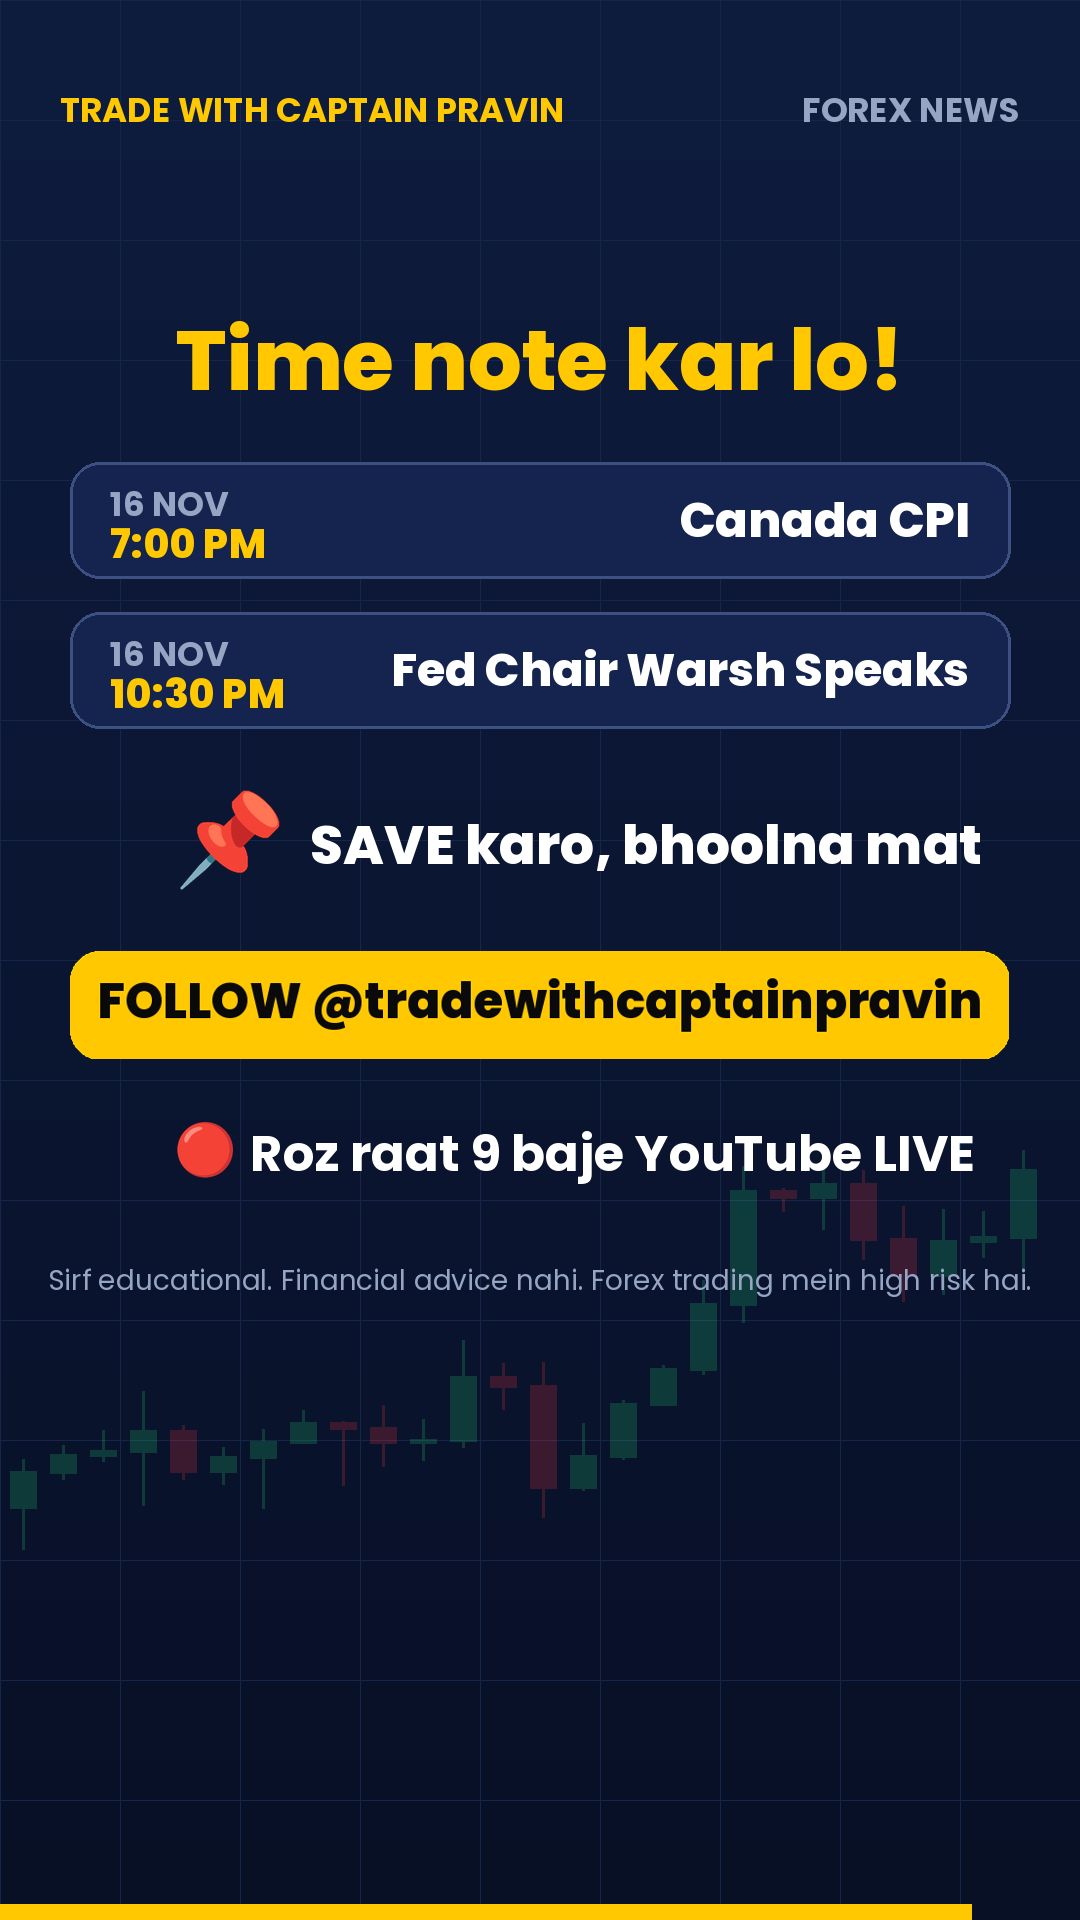 TRADE WITH CAPTAIN PRAVIN
FOREX NEWS
Time note kar lo!
16 NOV
7:00 PM
Canada CPI
16 NOV
10:30 PM
Fed Chair Warsh Speaks
SAVE karo, bhoolna mat
FOLLOW @tradewithcaptainpravin
Roz raat 9 baje YouTube LIVE
Sirf educational. Financial advice nahi. Forex trading mein high risk hai.